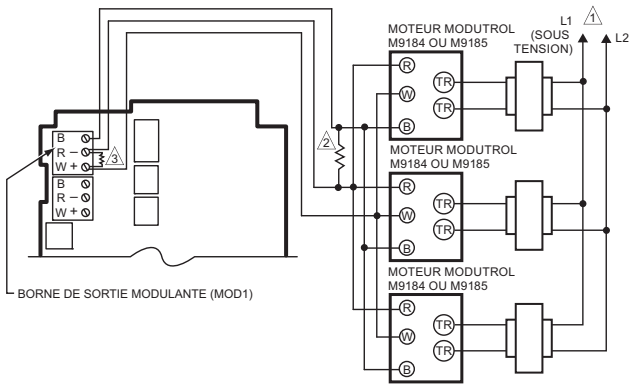 MOTEUR MODUTROL
M9184 OU M9185
L1
(SOUS
TENSION)
1
L2
R
W
B
TR
TR
B
R –
W +
3
B
R –
W +
2
MOTEUR MODUTROL
M9184 OU M9185
R
W
B
TR
TR
BORNE DE SORTIE MODULANTE (MOD1)
MOTEUR MODUTROL
M9184 OU M9185
R
W
B
TR
TR